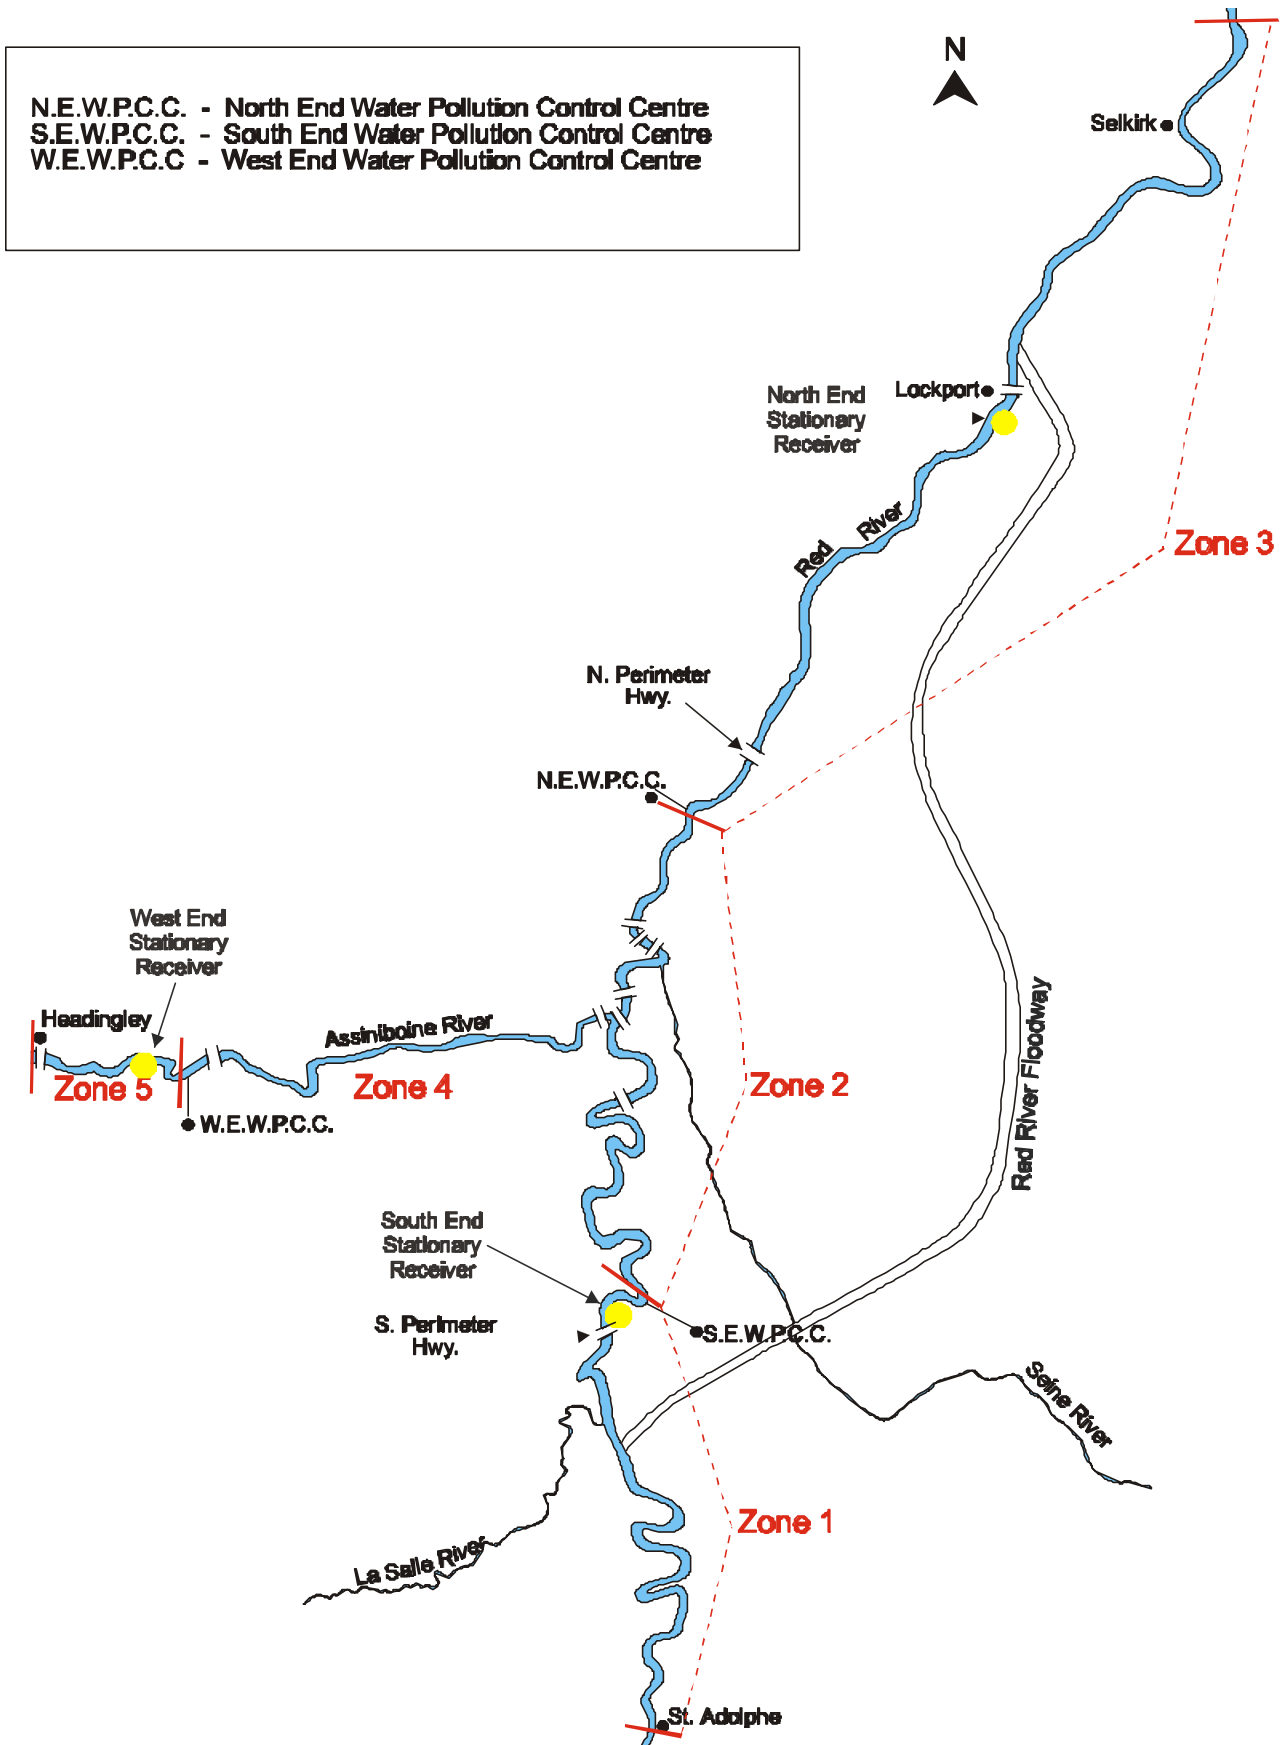 N.E.W.P.C.C. - North End Water Pollution Control Centre
S.E.W.P.C.C. - South End Water Pollution Control Centre
W.E.W.P.C.C - West End Water Pollution Control Centre
N
Selkirk
Lockport
North End
Stationary
Receiver
Red River
Zone 3
N. Perimeter
Hwy.
N.E.W.P.C.C.
West End
Stationary
Receiver
Headingley
Assiniboine River
Zone 5
Zone 4
Zone 2
W.E.W.P.C.C.
Red River Floodway
South End
Stationary
Receiver
S. Perimeter
Hwy.
S.E.W.P.C.C.
Seine River
Zone 1
La Salle River
St. Adolphe